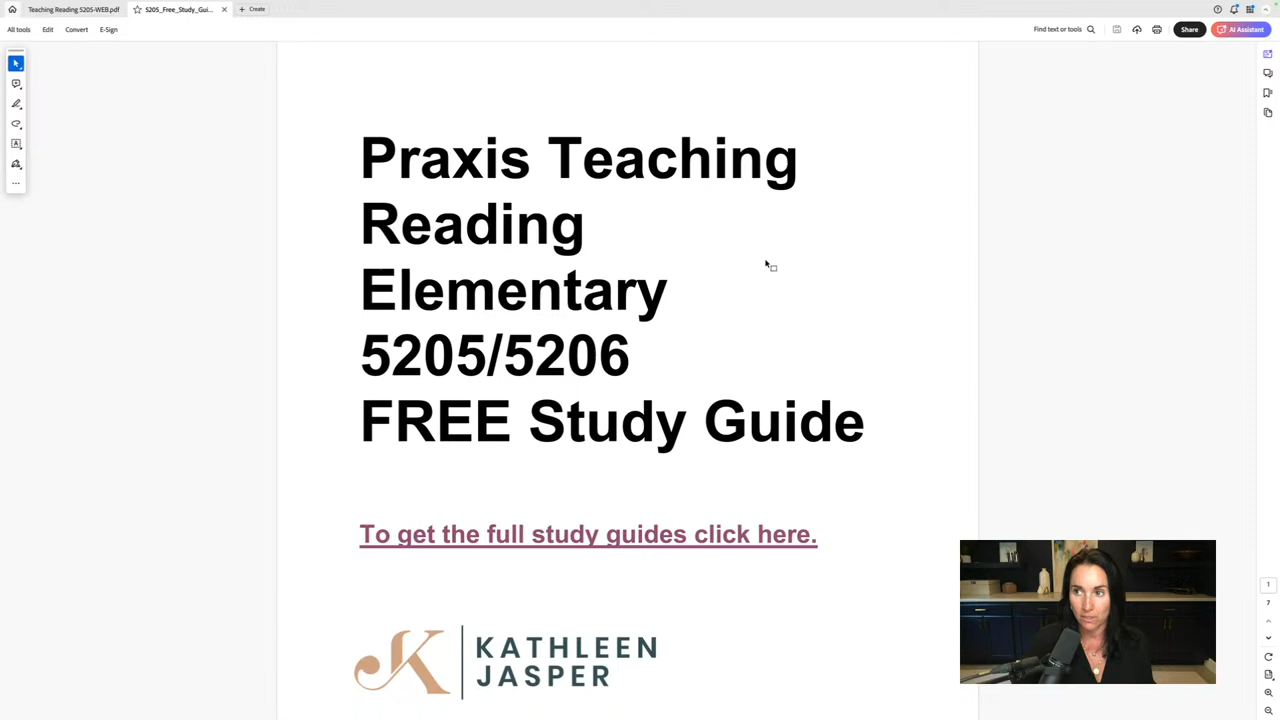 Teaching Reading 5205-WEB.pdf
5205_Free_Study_Gui...
Create
All tools
Edit
Convert
E-Sign
Find text or tools
Share
AI Assistant
Praxis Teaching
Reading
Elementary
5205/5206
FREE Study Guide
To get the full study guides click here.
KATHLEEN
JASPER
1
7